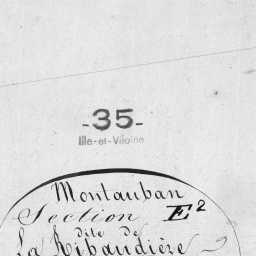 -35-
Ille-et-Vilaine
Montauban
Section E²
dite de
La Ribaudière